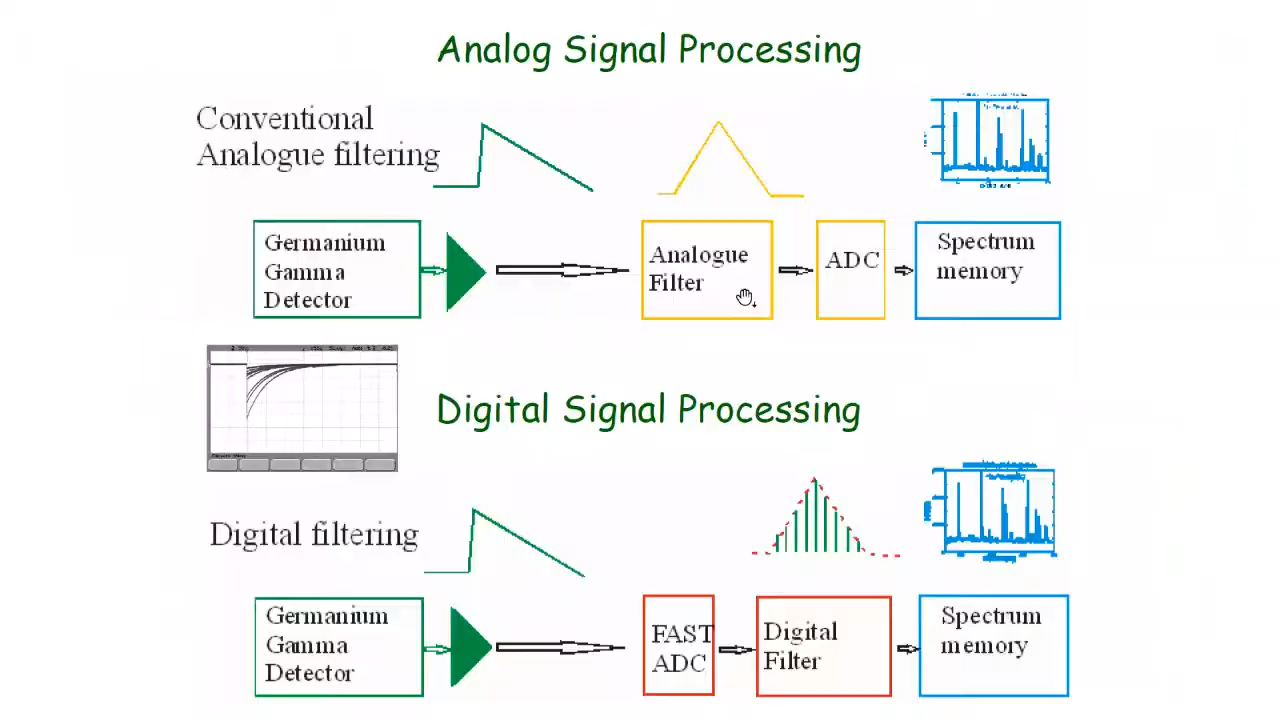 Analog Signal Processing
Conventional
Analogue filtering
Germanium
Gamma
Detector
Analogue
Filter
ADC
Spectrum
memory
Digital Signal Processing
Digital filtering
Germanium
Gamma
Detector
FAST
ADC
Digital
Filter
Spectrum
memory